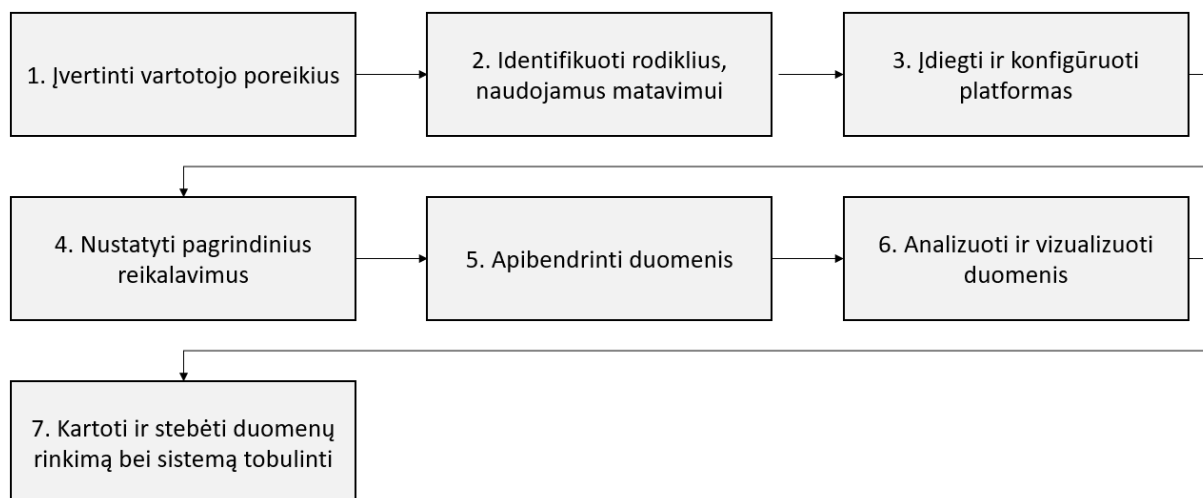 1. Įvertinti vartotojo poreikius
2. Identifikuoti rodiklius,
naudojamus matavimui
3. Įdiegti ir konfigūruoti
platformas
4. Nustatyti pagrindinius
reikalavimus
5. Apibendrinti duomenis
6. Analizuoti ir vizualizuoti
duomenis
7. Kartoti ir stebėti duomenų
rinkimą bei sistemą tobulinti